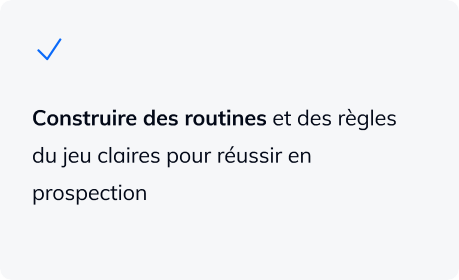 Construire des routines et des règles
du jeu claires pour réussir en
prospection